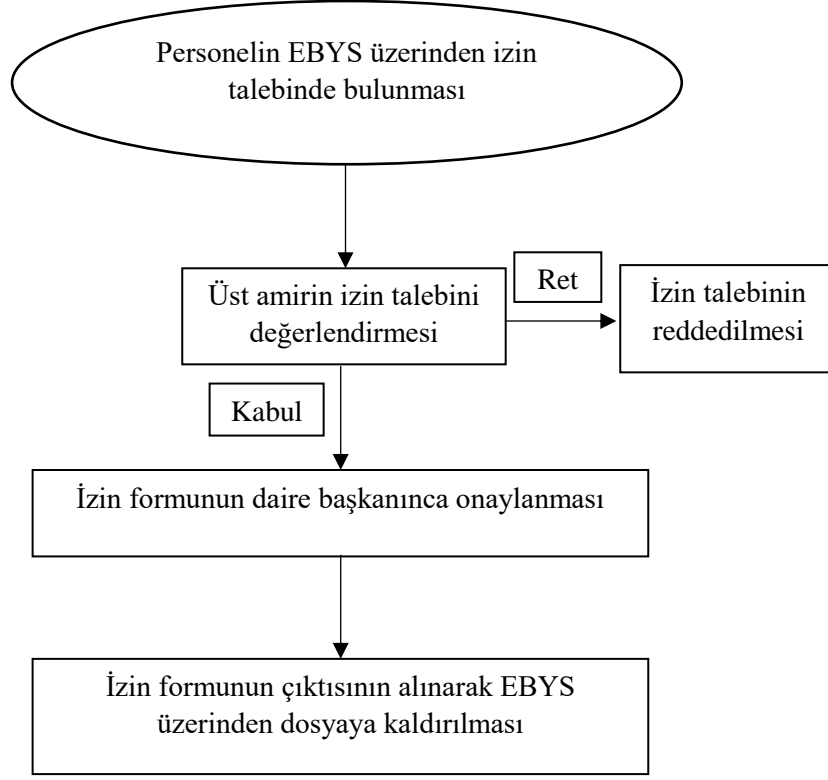 Personelin EBYS üzerinden izin
talebinde bulunması
Üst amirin izin talebini
değerlendirmesi
Ret
İzin talebinin
reddedilmesi
Kabul
İzin formunun daire başkanınca onaylanması
İzin formunun çıktısının alınarak EBYS
üzerinden dosyaya kaldırılması